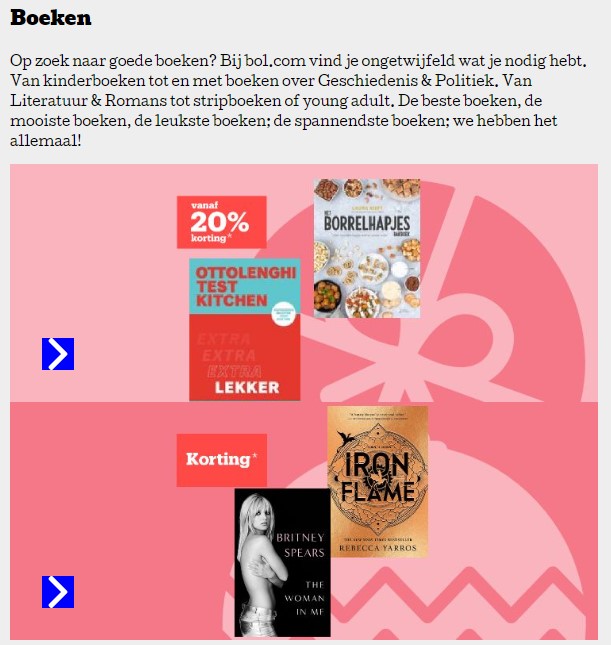 Boeken
Op zoek naar goede boeken? Bij bol.com vind je ongetwijfeld wat je nodig hebt.
Van kinderboeken tot en met boeken over Geschiedenis & Politiek. Van
Literatuur & Romans tot stripboeken of young adult. De beste boeken, de
mooiste boeken, de leukste boeken; de spannendste boeken; we hebben het
allemaal!
vanaf
20%
korting*
HET
BORRELHAPJES
OTTOLENGHI
TEST
KITCHEN
EXTRA
EXTRA
EXTRA
LEKKER
Korting*
IRON
FLAME
REBECCA YARROS
BRITNEY
SPEARS
THE
WOMAN
IN ME